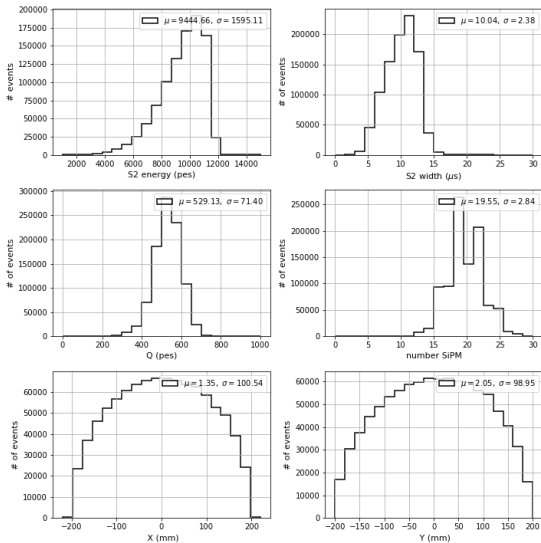 200000
175000
150000
125000
100000
75000
50000
25000
0
# events
2000 4000 6000 8000 10000 12000 14000
S2 energy (pes)
μ = 9444.66, σ = 1595.11
200000
150000
100000
50000
0
# of events
0 5 10 15 20 25 30
S2 width (μs)
μ = 10.04, σ = 2.38
300000
250000
200000
150000
100000
50000
0
# of events
0 200 400 600 800 1000
Q (pes)
μ = 529.13, σ = 71.40
250000
200000
150000
100000
50000
0
# of events
0 5 10 15 20 25 30
number SiPM
μ = 19.55, σ = 2.84
60000
50000
40000
30000
20000
10000
0
# of events
−200 −100 0 100 200
X (mm)
μ = 1.35, σ = 100.54
60000
50000
40000
30000
20000
10000
0
# of events
−200 −150 −100 −50 0 50 100 150 200
Y (mm)
μ = 2.05, σ = 98.95